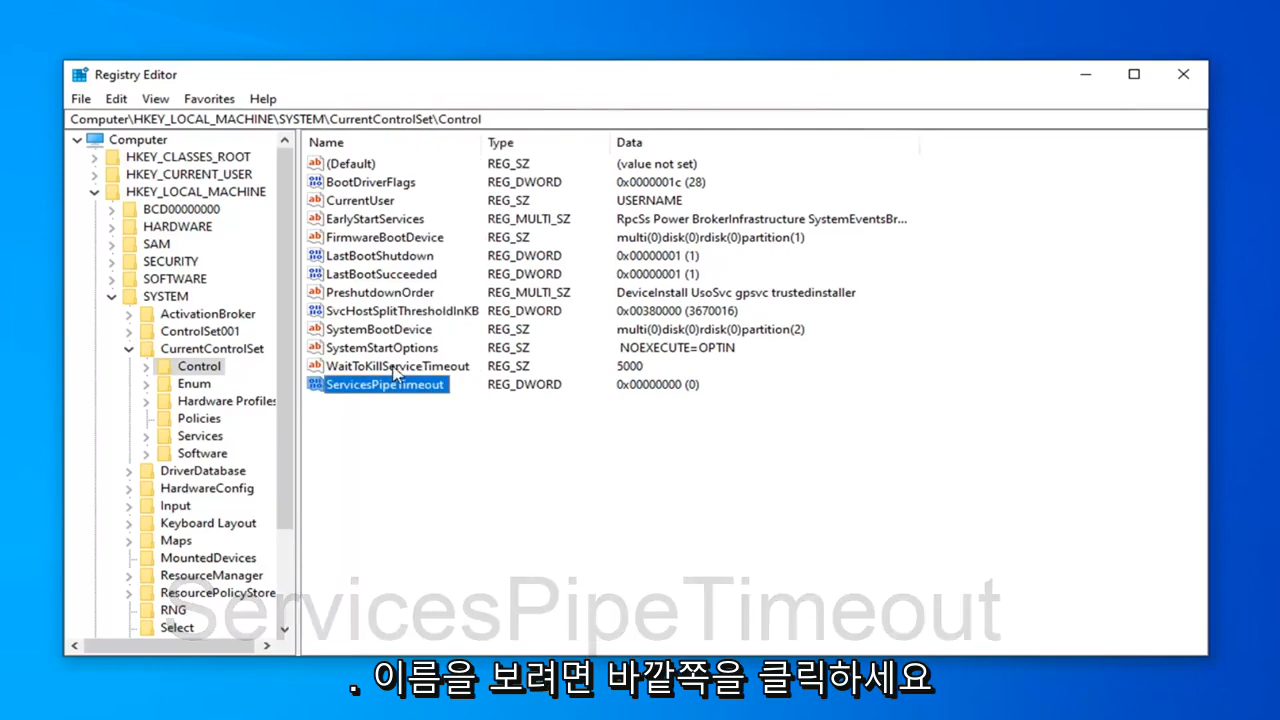 Registry Editor
File Edit View Favorites Help
Computer\HKEY_LOCAL_MACHINE\SYSTEM\CurrentControlSet\Control
Computer
HKEY_CLASSES_ROOT
HKEY_CURRENT_USER
HKEY_LOCAL_MACHINE
BCD00000000
HARDWARE
SAM
SECURITY
SOFTWARE
SYSTEM
ActivationBroker
ControlSet001
CurrentControlSet
Control
Enum
Hardware Profiles
Policies
Services
Software
DriverDatabase
HardwareConfig
Input
Keyboard Layout
Maps
MountedDevices
ResourceManager
ResourcePolicyStore
RNG
Select
Name Type Data
(Default) REG_SZ (value not set)
BootDriverFlags REG_DWORD 0x0000001c (28)
CurrentUser REG_SZ USERNAME
EarlyStartServices REG_MULTI_SZ RpcSs Power BrokerInfrastructure SystemEventsBr...
FirmwareBootDevice REG_SZ multi(0)disk(0)rdisk(0)partition(1)
LastBootShutdown REG_DWORD 0x00000001 (1)
LastBootSucceeded REG_DWORD 0x00000001 (1)
PreshutdownOrder REG_MULTI_SZ DeviceInstall UsoSvc gpsvc trustedinstaller
SvcHostSplitThresholdInKB REG_DWORD 0x00380000 (3670016)
SystemBootDevice REG_SZ multi(0)disk(0)rdisk(0)partition(2)
SystemStartOptions REG_SZ NOEXECUTE=OPTIN
WaitToKillServiceTimeout REG_SZ 5000
ServicesPipeTimeout REG_DWORD 0x00000000 (0)
ServicesPipeTimeout
. 이름을 보려면 바깥쪽을 클릭하세요